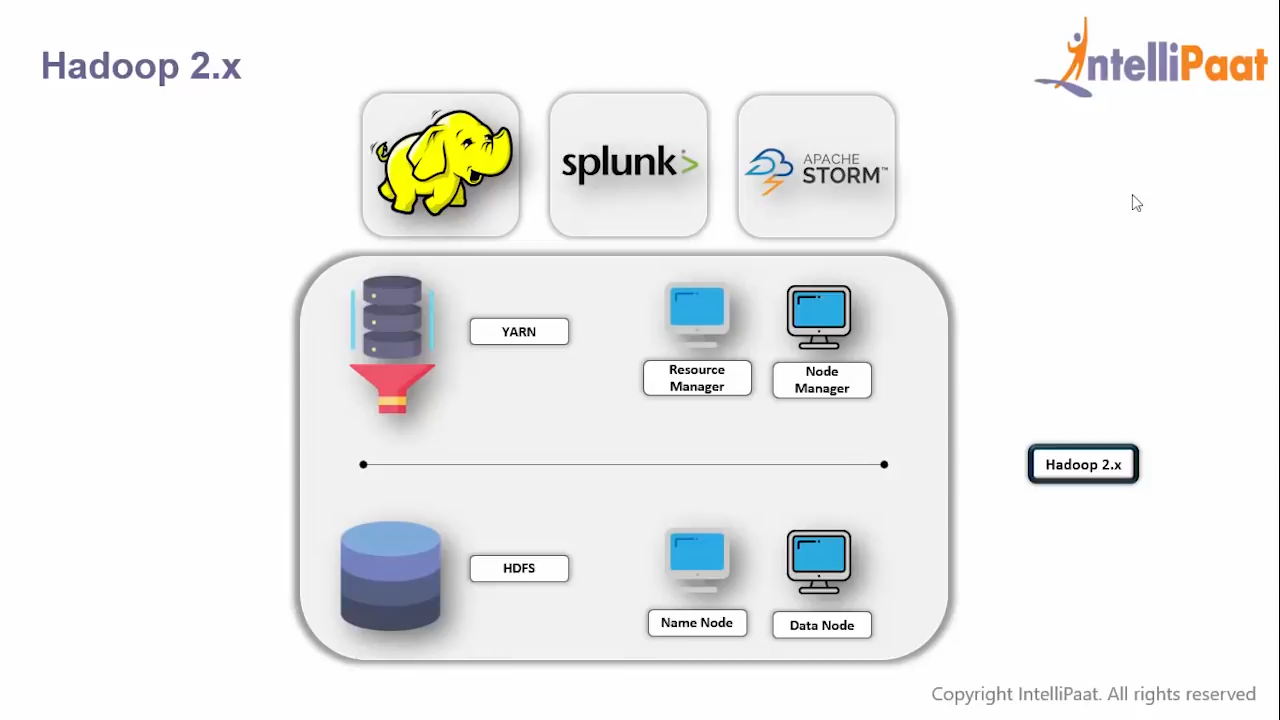 Hadoop 2.x
IntelliPaat
splunk>
APACHE
STORM™
YARN
Resource
Manager
Node
Manager
Hadoop 2.x
HDFS
Name Node
Data Node
Copyright IntelliPaat. All rights reserved